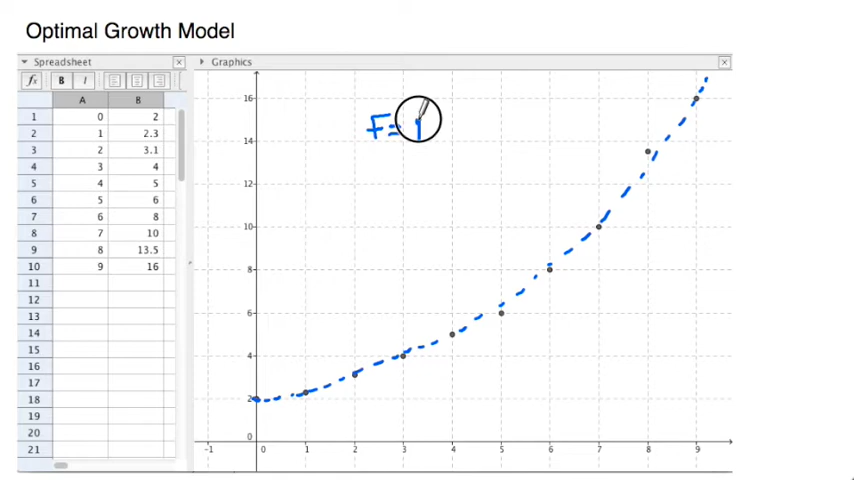 Optimal Growth Model
Spreadsheet
Graphics
fx B I
A B
1 0 2
2 1 2.3
3 2 3.1
4 3 4
5 4 5
6 5 6
7 6 8
8 7 10
9 8 13.5
10 9 16
11
12
13
14
15
16
17
18
19
20
21
16
14
12
10
8
6
4
2
0
-1 0 1 2 3 4 5 6 7 8 9
F=